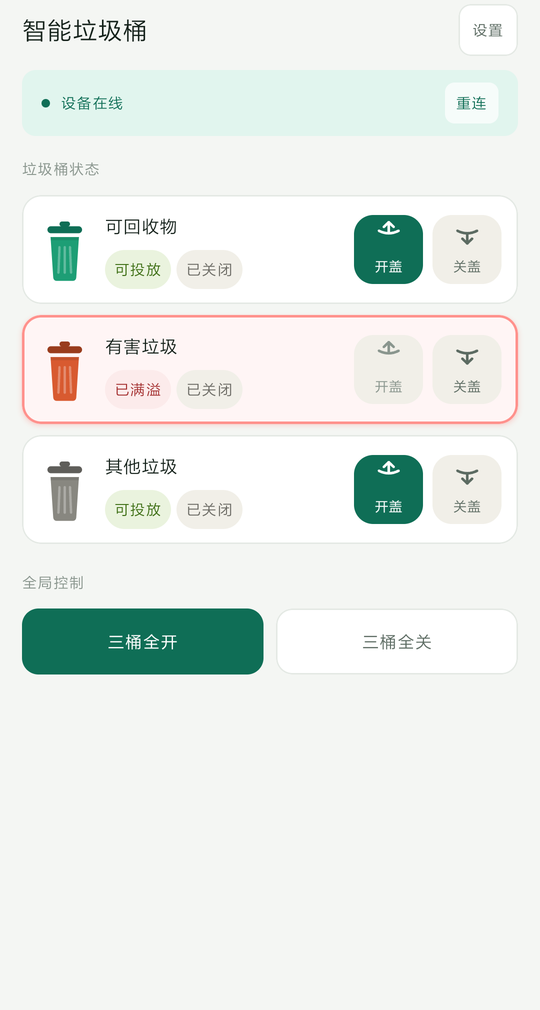 智能垃圾桶
设置
设备在线
重连
垃圾桶状态
可回收物
可投放 已关闭
开盖 关盖
有害垃圾
已满溢 已关闭
开盖 关盖
其他垃圾
可投放 已关闭
开盖 关盖
全局控制
三桶全开 三桶全关